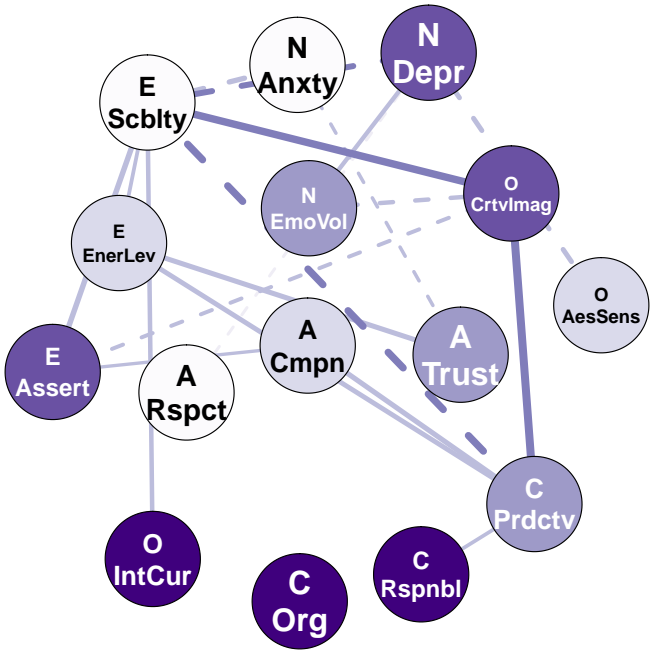 N
Anxty
N
Depr
E
Scblty
O
CrtvImag
N
EmoVol
E
EnerLev
O
AesSens
A
Cmpn
A
Trust
E
Assert
A
Rspct
C
Prdctv
O
IntCur
C
Rspnbl
C
Org